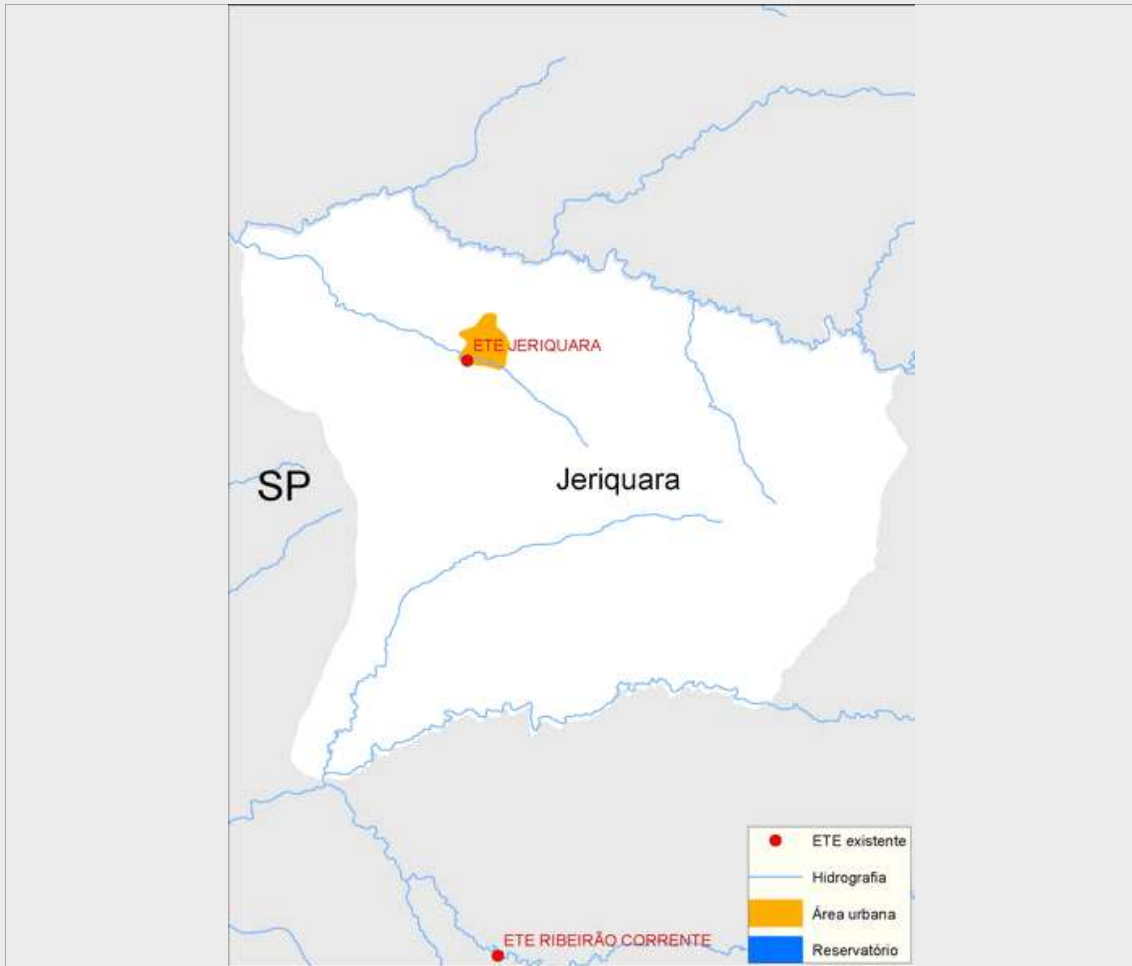 ETE JERIQUARA
SP
Jeriquara
ETE existente
Hidrografia
Área urbana
Reservatório
ETE RIBEIRÃO CORRENTE